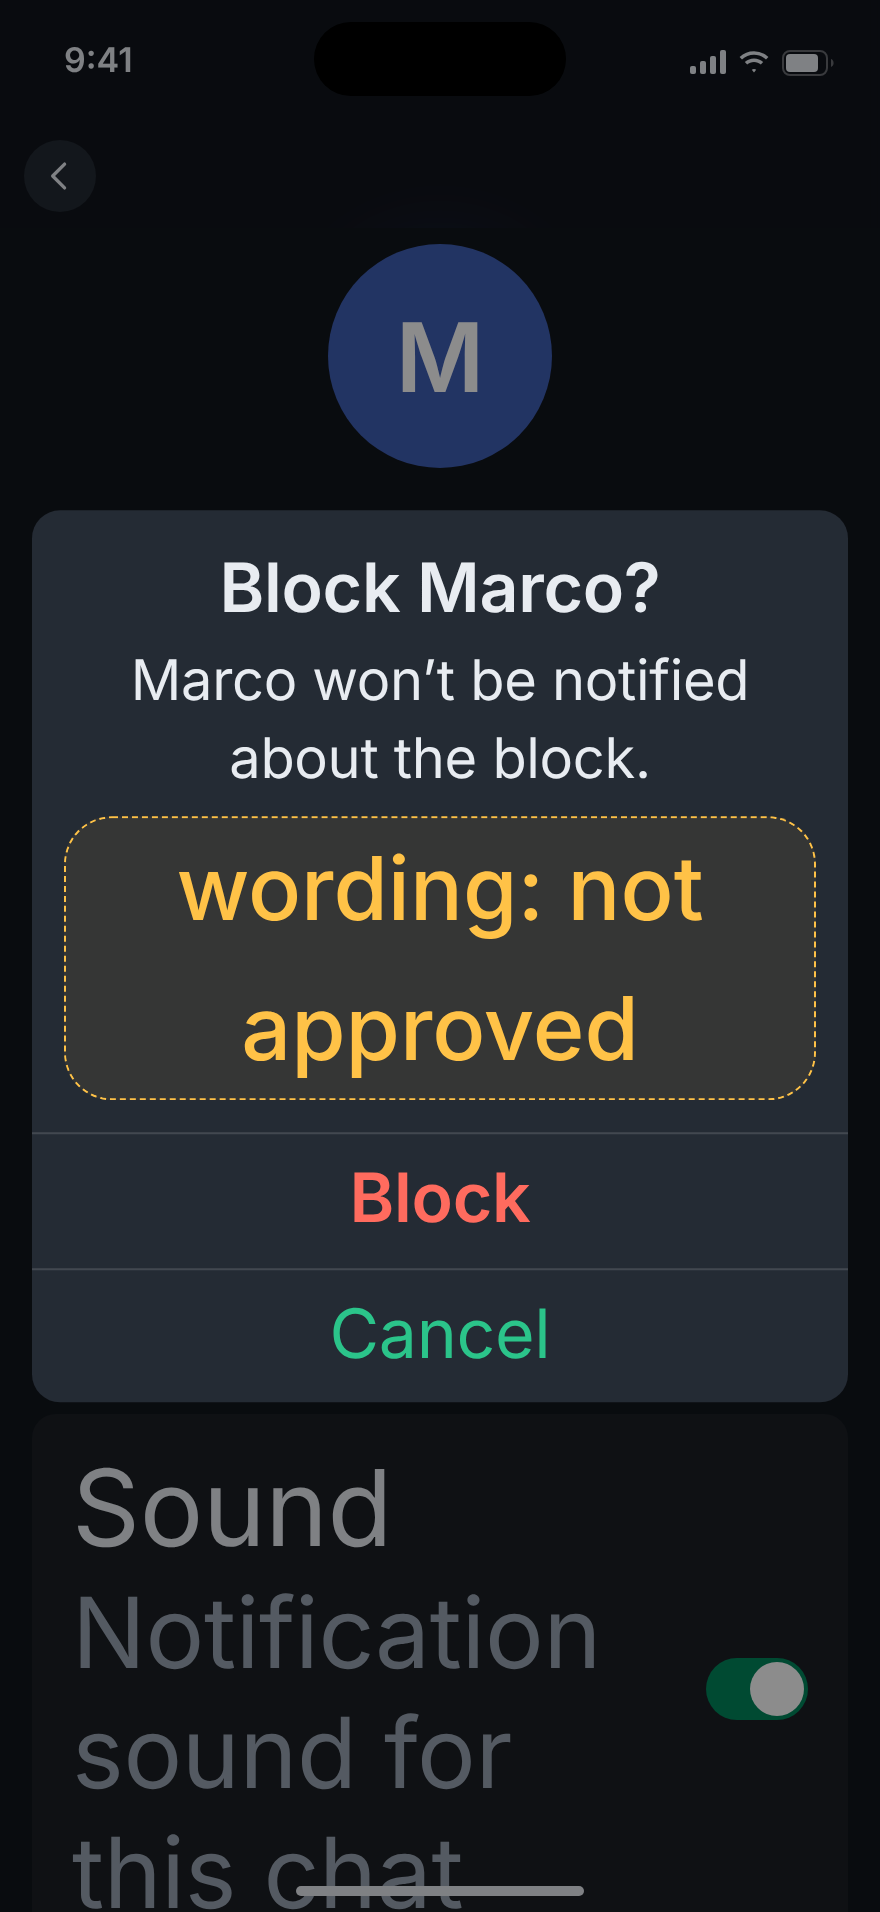 9:41
M
Block Marco?
Marco won’t be notified
about the block.
wording: not
approved
Block
Cancel
Sound
Notification
sound for
this chat